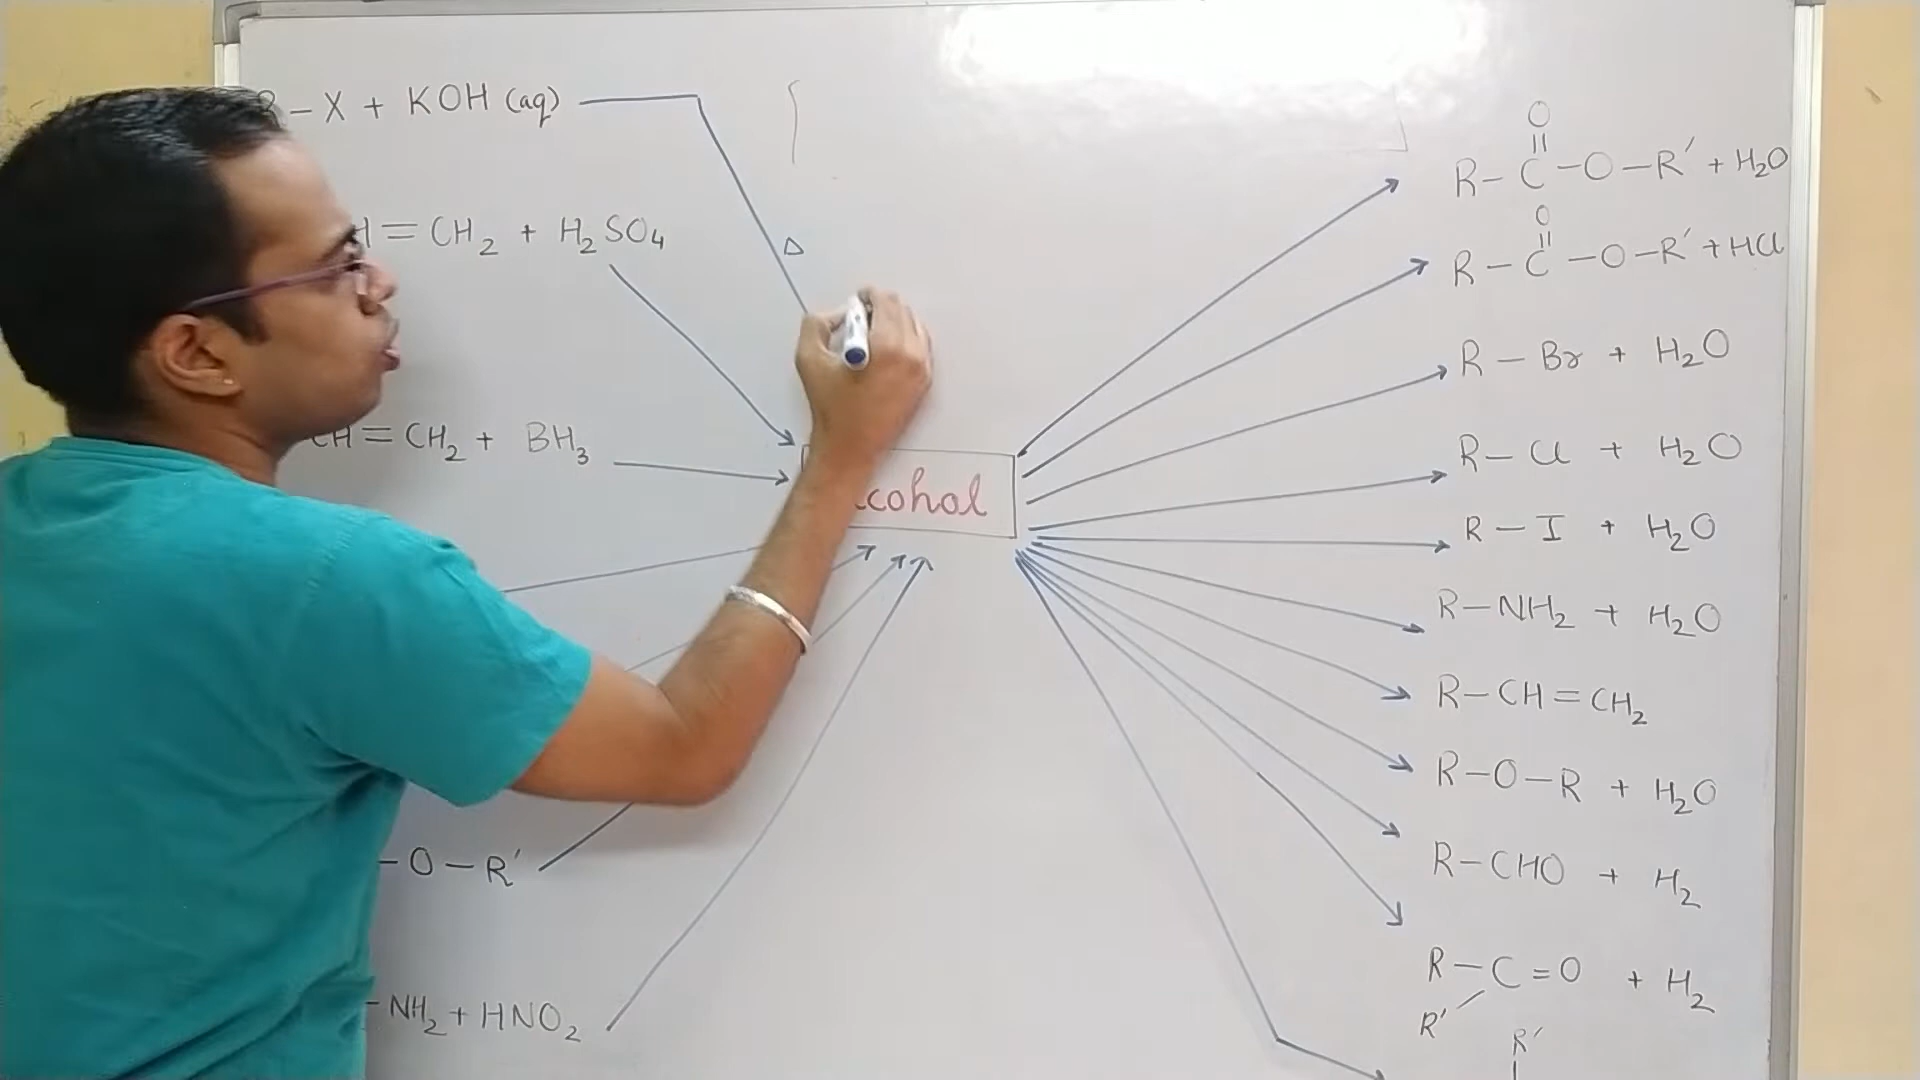 R – X + KOH (aq)
Δ
H = CH2 + H2SO4
CH = CH2 + BH3
– O – R'
– NH2 + HNO2
cohol
O
||
R – C – O – R' + H2O
O
||
R – C – O – R' + HCl
R – Br + H2O
R – Cl + H2O
R – I + H2O
R – NH2 + H2O
R – CH = CH2
R – O – R + H2O
R – CHO + H2
R – C = O + H2
R'
R'